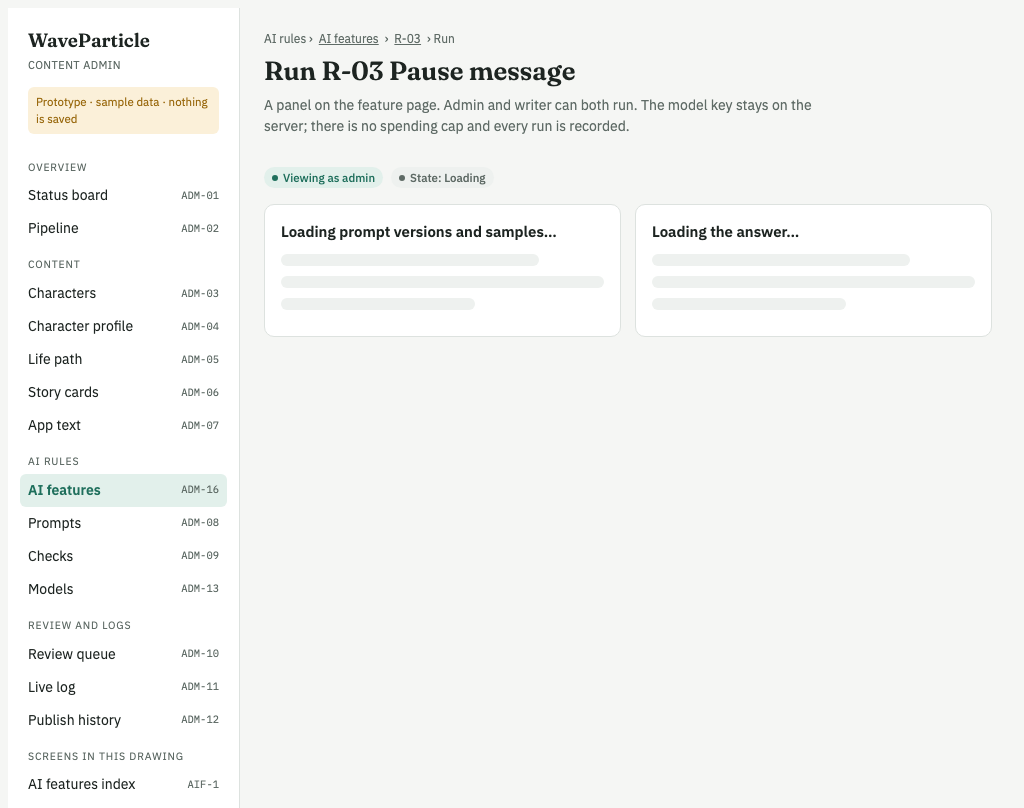 WaveParticle
CONTENT ADMIN
Prototype · sample data · nothing
is saved
OVERVIEW
Status board ADM-01
Pipeline ADM-02
CONTENT
Characters ADM-03
Character profile ADM-04
Life path ADM-05
Story cards ADM-06
App text ADM-07
AI RULES
AI features ADM-16
Prompts ADM-08
Checks ADM-09
Models ADM-13
REVIEW AND LOGS
Review queue ADM-10
Live log ADM-11
Publish history ADM-12
SCREENS IN THIS DRAWING
AI features index AIF-1
AI rules › AI features › R-03 › Run
Run R-03 Pause message
A panel on the feature page. Admin and writer can both run. The model key stays on the
server; there is no spending cap and every run is recorded.
Viewing as admin State: Loading
Loading prompt versions and samples…
Loading the answer…